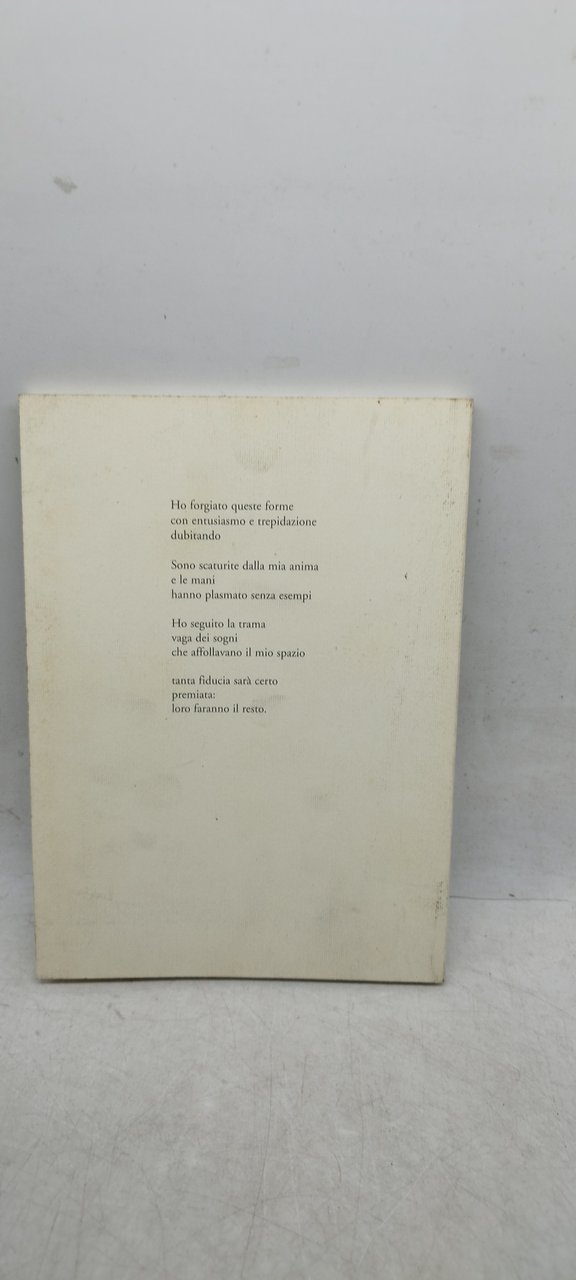 Ho forgiato queste forme
con entusiasmo e trepidazione
dubitando
Sono scaturite dalla mia anima
e le mani
hanno plasmato senza esempi
Ho seguito la trama
vaga dei sogni
che affollavano il mio spazio
tanta fiducia sarà certo
premiata:
loro faranno il resto.